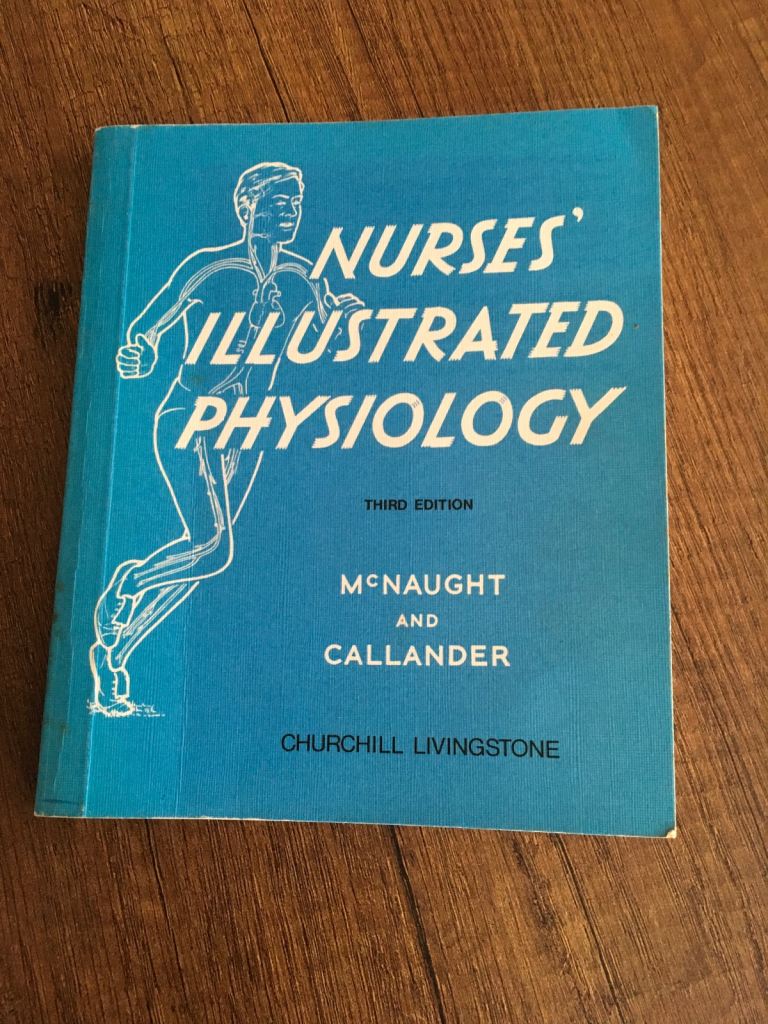 NURSES'
ILLUSTRATED
PHYSIOLOGY
THIRD EDITION
McNAUGHT
AND
CALLANDER
CHURCHILL LIVINGSTONE